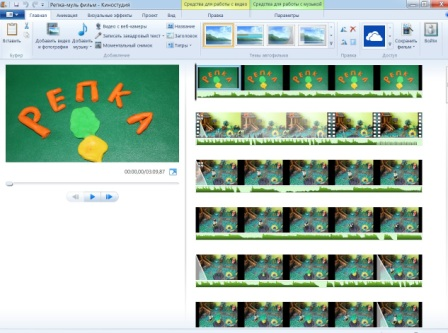 Репка-муль фильм - Киностудия
Средства для работы с видео
Средства для работы с музыкой
Главная
Анимация
Визуальные эффекты
Проект
Вид
Правка
Параметры
Вставить
Добавить видео и фотографии
Добавить музыку
Видео с веб-камеры
Записать закадровый текст
Моментальный снимок
Название
Заголовок
Титры
Сохранить фильм
Войти
Буфер
Добавление
Темы автофильма
Правка
Доступ
РЕПКА
00:00,00/03:09,87